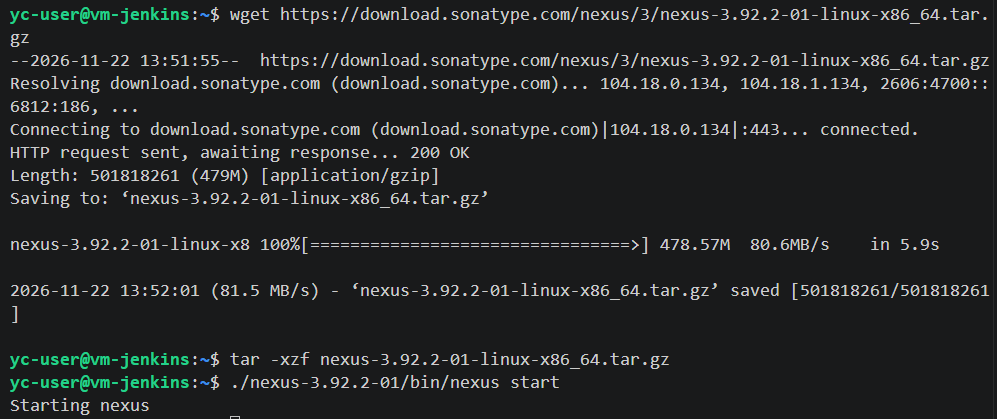 yc-user@vm-jenkins:~$ wget https://download.sonatype.com/nexus/3/nexus-3.92.2-01-linux-x86_64.tar.
gz
--2026-11-22 13:51:55--  https://download.sonatype.com/nexus/3/nexus-3.92.2-01-linux-x86_64.tar.gz
Resolving download.sonatype.com (download.sonatype.com)... 104.18.0.134, 104.18.1.134, 2606:4700::
6812:186, ...
Connecting to download.sonatype.com (download.sonatype.com)|104.18.0.134|:443... connected.
HTTP request sent, awaiting response... 200 OK
Length: 501818261 (479M) [application/gzip]
Saving to: ‘nexus-3.92.2-01-linux-x86_64.tar.gz’
nexus-3.92.2-01-linux-x8 100%[================================>] 478.57M  80.6MB/s    in 5.9s
2026-11-22 13:52:01 (81.5 MB/s) - ‘nexus-3.92.2-01-linux-x86_64.tar.gz’ saved [501818261/501818261
]
yc-user@vm-jenkins:~$ tar -xzf nexus-3.92.2-01-linux-x86_64.tar.gz
yc-user@vm-jenkins:~$ ./nexus-3.92.2-01/bin/nexus start
Starting nexus